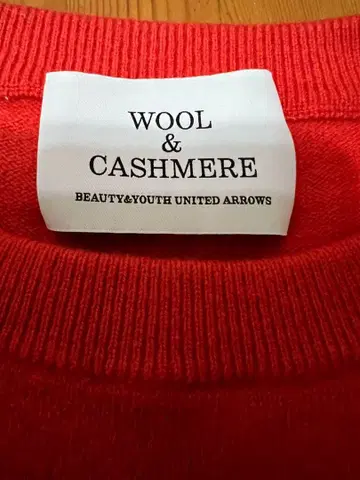 WOOL
&
CASHMERE
BEAUTY&YOUTH UNITED ARROWS